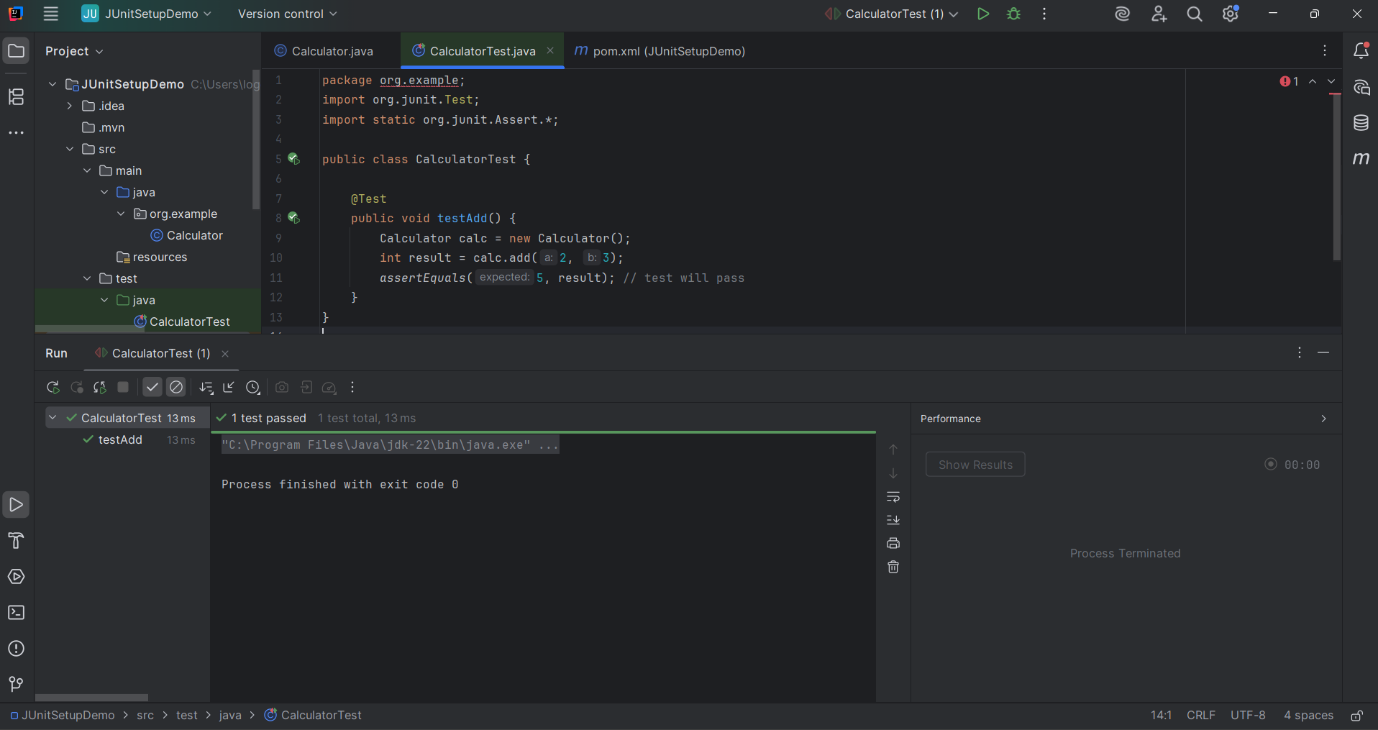 JU JUnitSetupDemo Version control CalculatorTest (1)
Project
Calculator.java CalculatorTest.java pom.xml (JUnitSetupDemo)
JUnitSetupDemo C:\Users\log
.idea
.mvn
src
main
java
org.example
Calculator
resources
test
java
CalculatorTest
1 package org.example;
2 import org.junit.Test;
3 import static org.junit.Assert.*;
4
5 public class CalculatorTest {
6
7 @Test
8 public void testAdd() {
9 Calculator calc = new Calculator();
10 int result = calc.add( a: 2, b: 3);
11 assertEquals( expected: 5, result); // test will pass
12 }
13 }
14
1
Run CalculatorTest (1)
CalculatorTest 13 ms
testAdd 13 ms
1 test passed 1 test total, 13 ms
"C:\Program Files\Java\jdk-22\bin\java.exe" ...
Process finished with exit code 0
Performance
Show Results 00:00
Process Terminated
JUnitSetupDemo > src > test > java > CalculatorTest 14:1 CRLF UTF-8 4 spaces